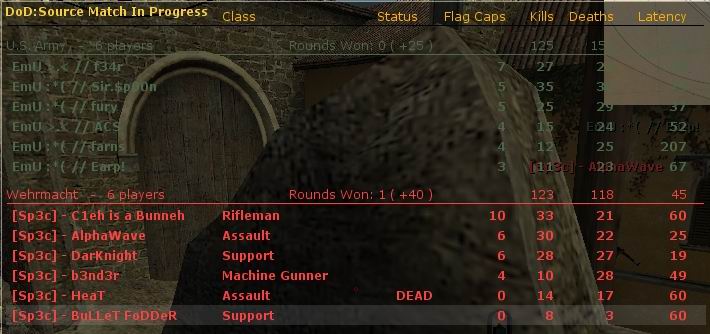 DoD:Source Match In Progress Class Status Flag Caps Kills Deaths Latency
U.S. Army - 6 players Rounds Won: 0 ( +25 ) 125
EmU >.< // f34r 7 27
EmU :*( // Sir.$p00n 5 35
EmU :*( // fury 5 25 29 37
EmU >.< // ACS 4 15 24 52
EmU :*( // farns 4 12 25 207
EmU :*( // Earp! 3 11 23 67
Wehrmacht - 6 players Rounds Won: 1 ( +40 ) 123 118 45
[Sp3c] - C1eh is a Bunneh Rifleman 10 33 21 60
[Sp3c] - AlphaWave Assault 6 30 22 25
[Sp3c] - DarKnight Support 6 28 27 19
[Sp3c] - b3nd3r Machine Gunner 4 10 28 49
[Sp3c] - HeaT Assault DEAD 0 14 17 60
[Sp3c] - BuLLeT FoDDeR Support 0 8 3 60